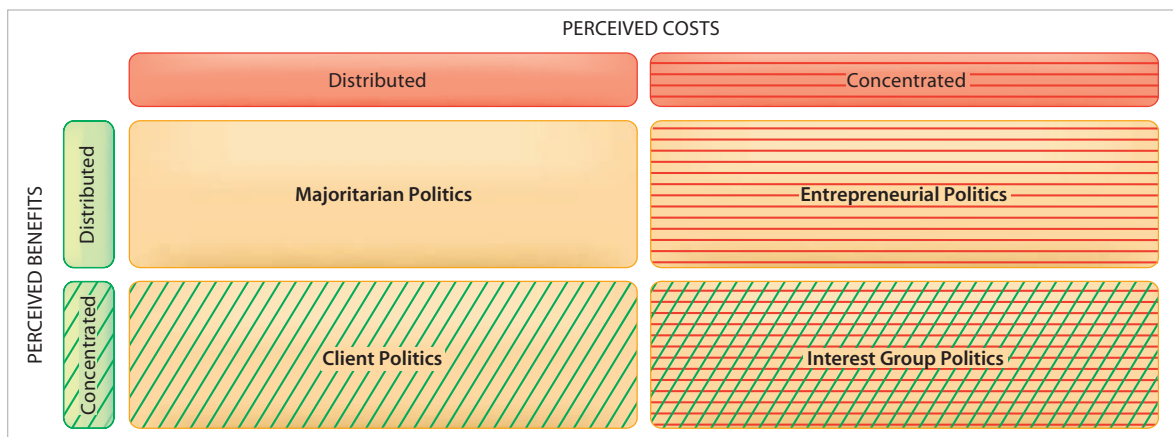 PERCEIVED COSTS
Distributed
Concentrated
PERCEIVED BENEFITS
Distributed
Majoritarian Politics
Entrepreneurial Politics
Concentrated
Client Politics
Interest Group Politics